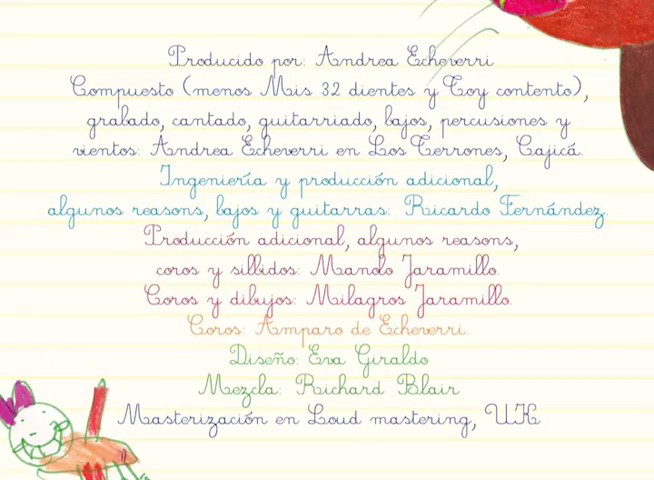 Producido por: Andrea Echeverri
Compuesto (menos Mis 32 dientes y Toy contento),
grabado, cantado, guitarriado, bajos, percusiones y
vientos: Andrea Echeverri en Los Terrones, Cajicá.
Ingeniería y producción adicional,
algunos reasons, bajos y guitarras: Ricardo Fernández.
Producción adicional, algunos reasons,
coros y silbidos: Manolo Jaramillo.
Coros y dibujos: Milagros Jaramillo.
Coros: Amparo de Echeverri.
Diseño: Eva Giraldo
Mezcla: Richard Blair
Masterización en Loud mastering, UK